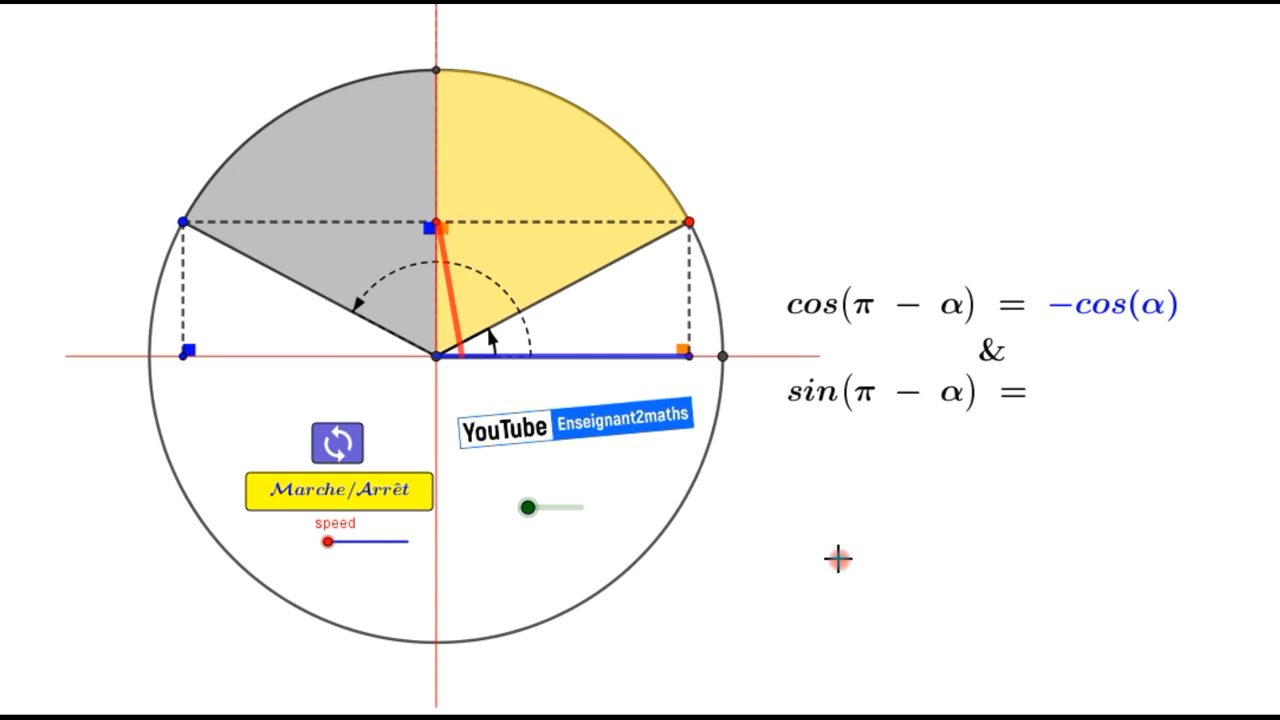 cos(π − α) = −cos(α)
&
sin(π − α) =
YouTube Enseignant2maths
Marche/Arrêt
speed